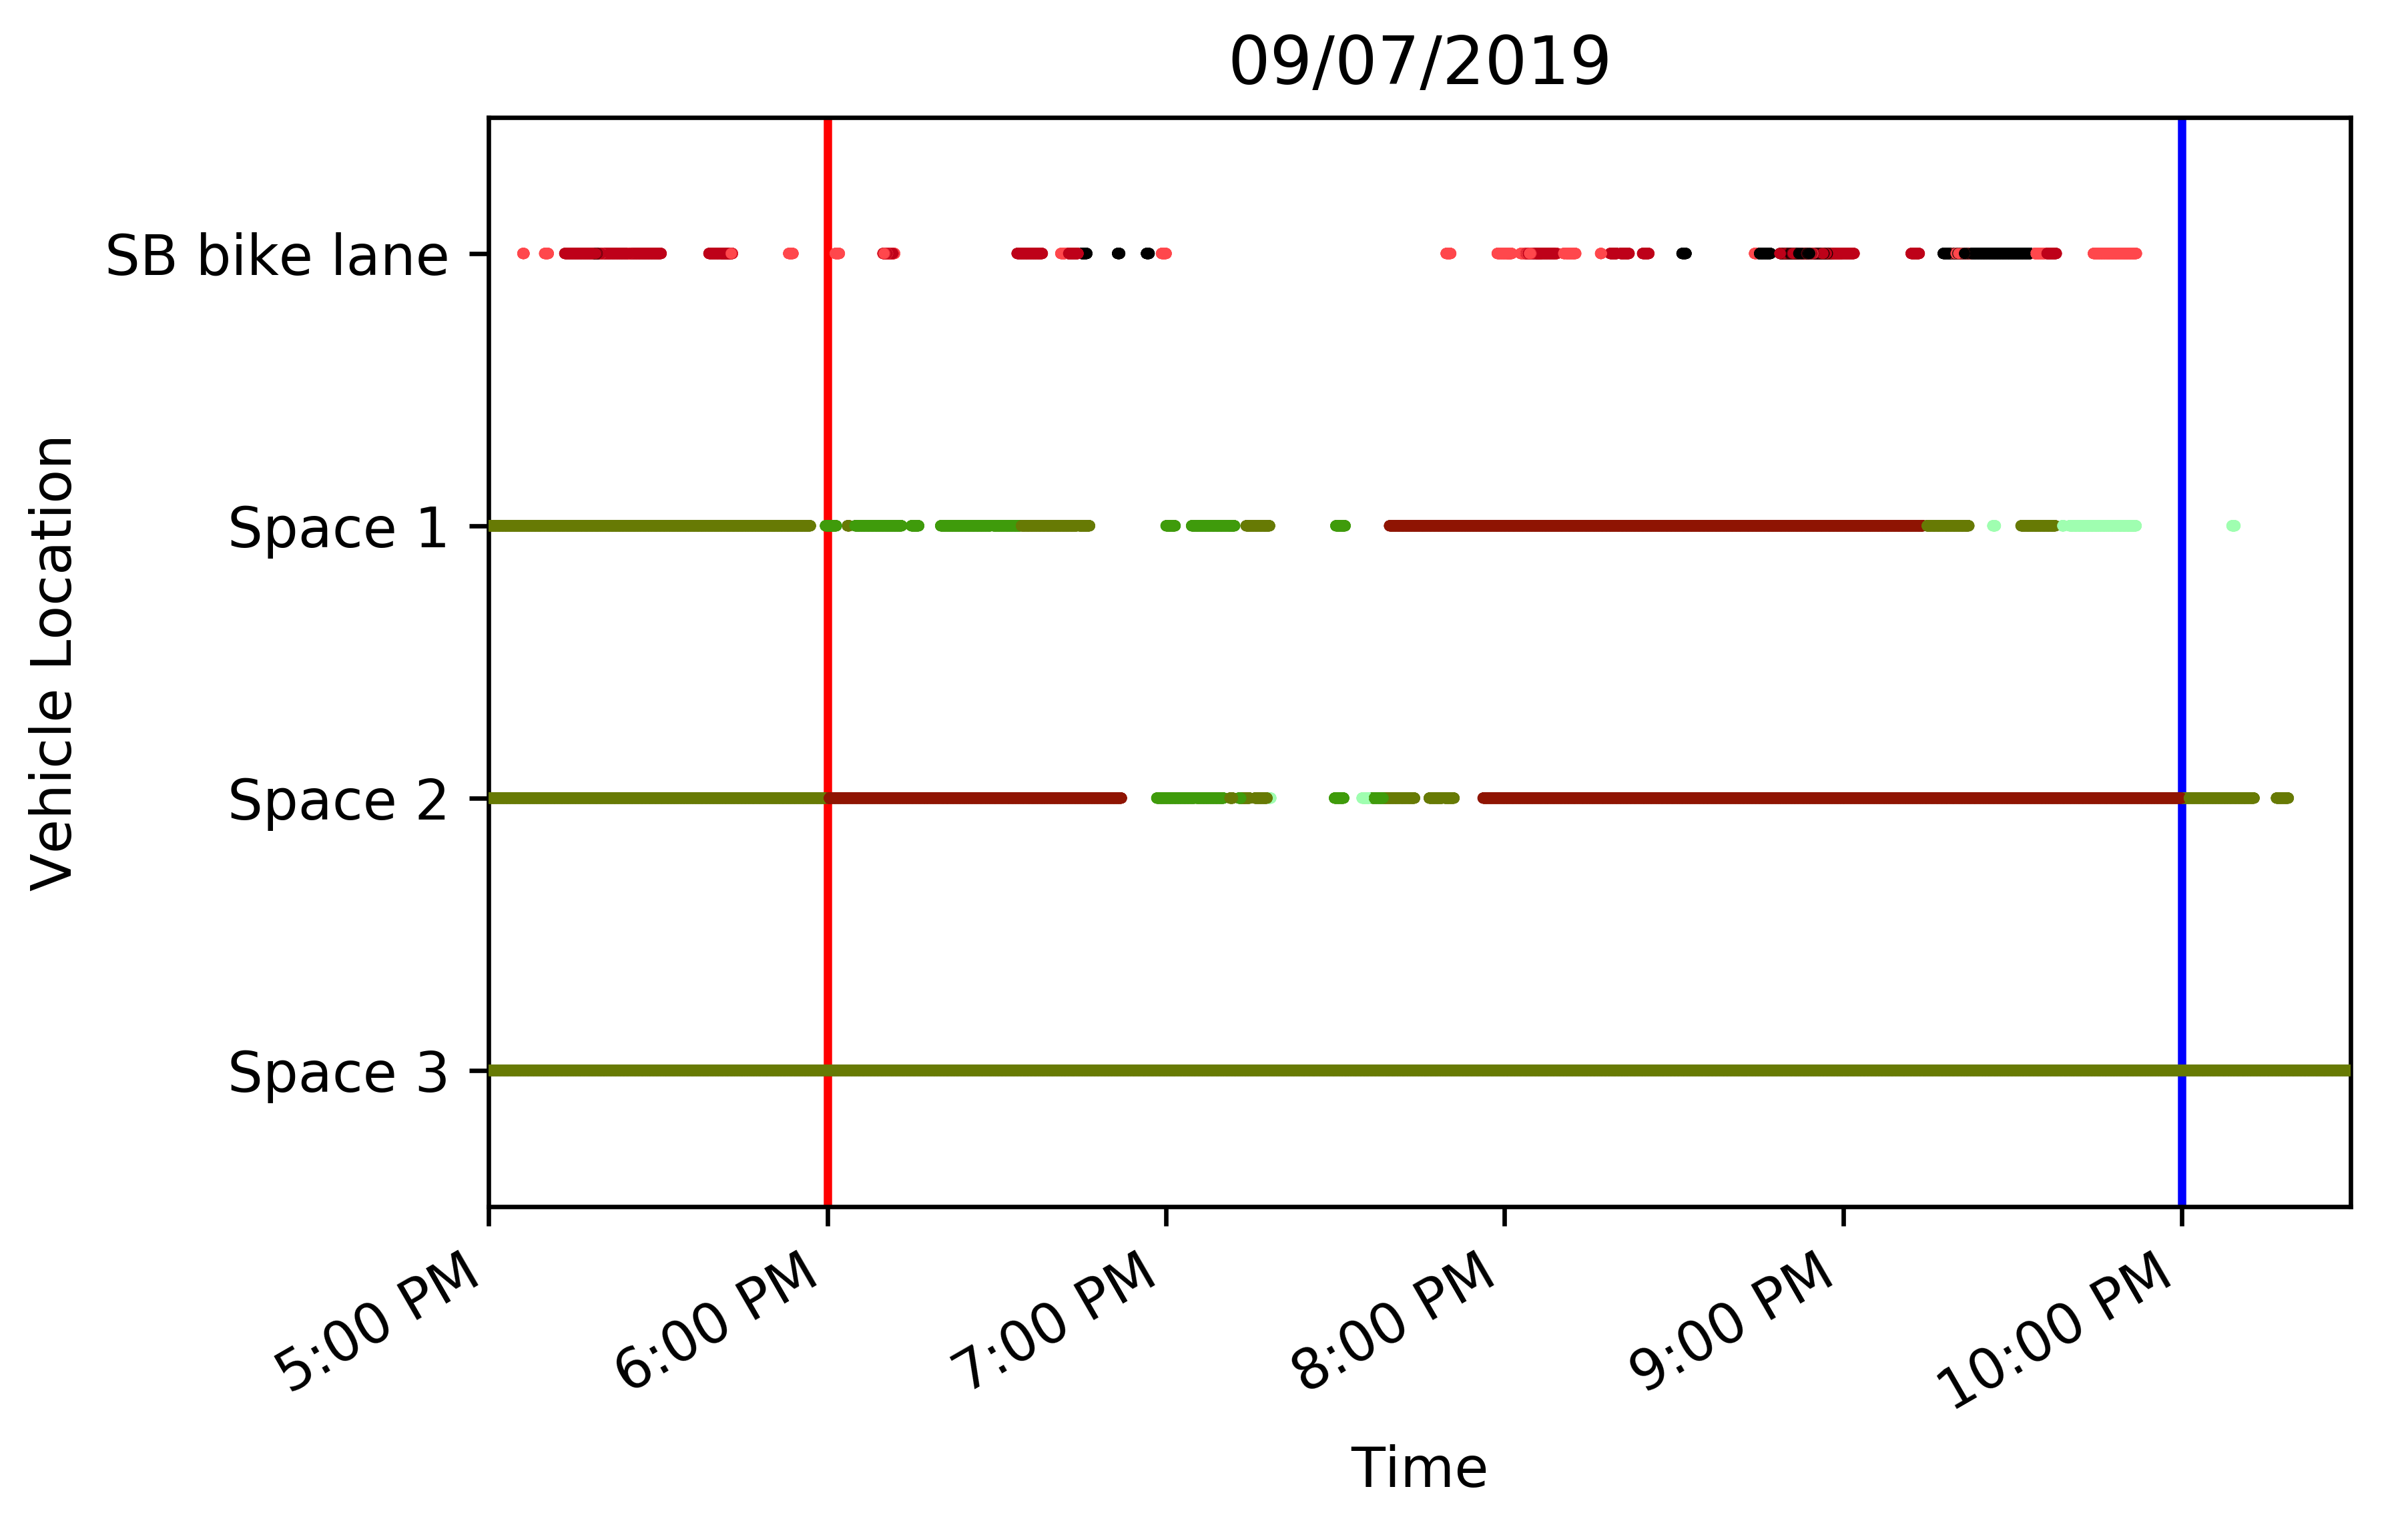 09/07/2019
SB bike lane
Space 1
Space 2
Space 3
Vehicle Location
5:00 PM
6:00 PM
7:00 PM
8:00 PM
9:00 PM
10:00 PM
Time